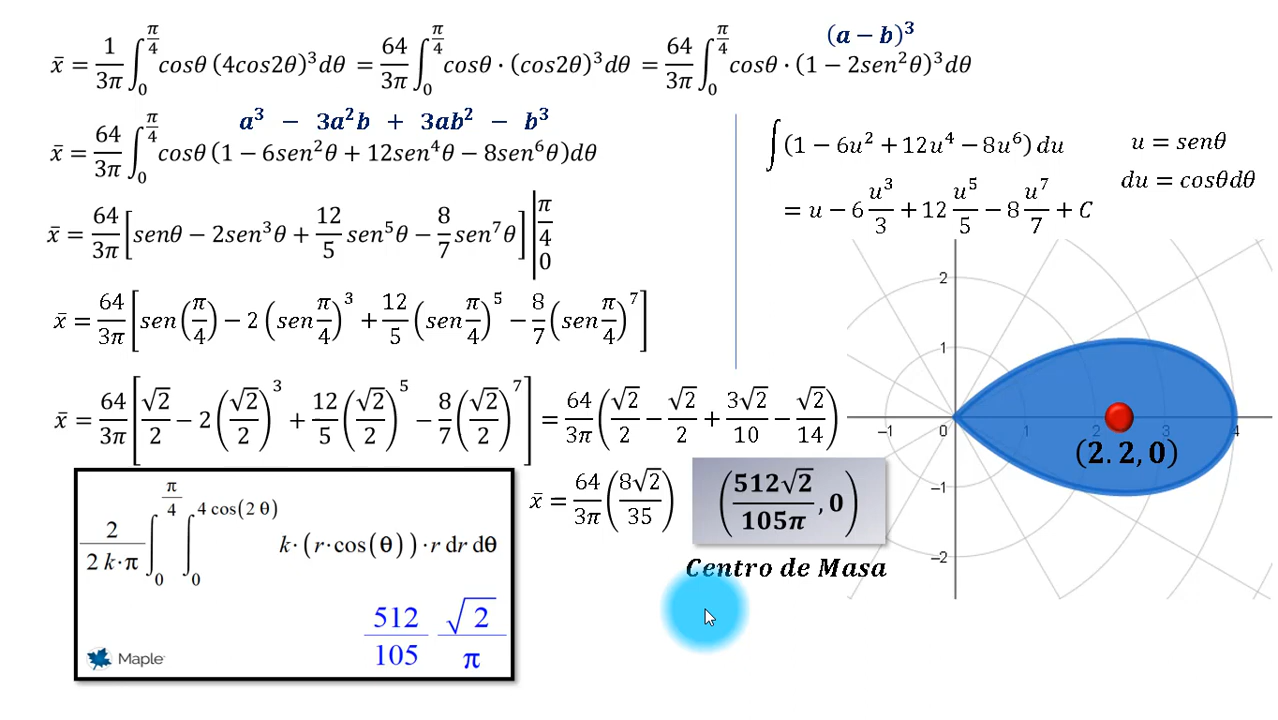 x̄ = 1/3π ∫₀^(π/4) cosθ (4cos2θ)³dθ = 64/3π ∫₀^(π/4) cosθ · (cos2θ)³dθ = 64/3π ∫₀^(π/4) cosθ · (1 − 2sen²θ)³dθ
(a − b)³
a³ − 3a²b + 3ab² − b³
x̄ = 64/3π ∫₀^(π/4) cosθ (1 − 6sen²θ + 12sen⁴θ − 8sen⁶θ)dθ
x̄ = 64/3π [senθ − 2sen³θ + 12/5 sen⁵θ − 8/7 sen⁷θ] | π/4 0
x̄ = 64/3π [sen(π/4) − 2(sen π/4)³ + 12/5 (sen π/4)⁵ − 8/7 (sen π/4)⁷]
x̄ = 64/3π [√2/2 − 2(√2/2)³ + 12/5 (√2/2)⁵ − 8/7 (√2/2)⁷] = 64/3π (√2/2 − √2/2 + 3√2/10 − √2/14)
x̄ = 64/3π (8√2/35)
(512√2/105π , 0)
Centro de Masa
2/(2 k·π) ∫₀^(π/4) ∫₀^(4 cos(2 θ)) k·(r·cos(θ))·r dr dθ
512/105 √2/π
Maple
∫(1 − 6u² + 12u⁴ − 8u⁶) du
= u − 6 u³/3 + 12 u⁵/5 − 8 u⁷/7 + C
u = senθ
du = cosθdθ
2
1
−1 0 1 2 3 4
(2.2, 0)
−1
−2